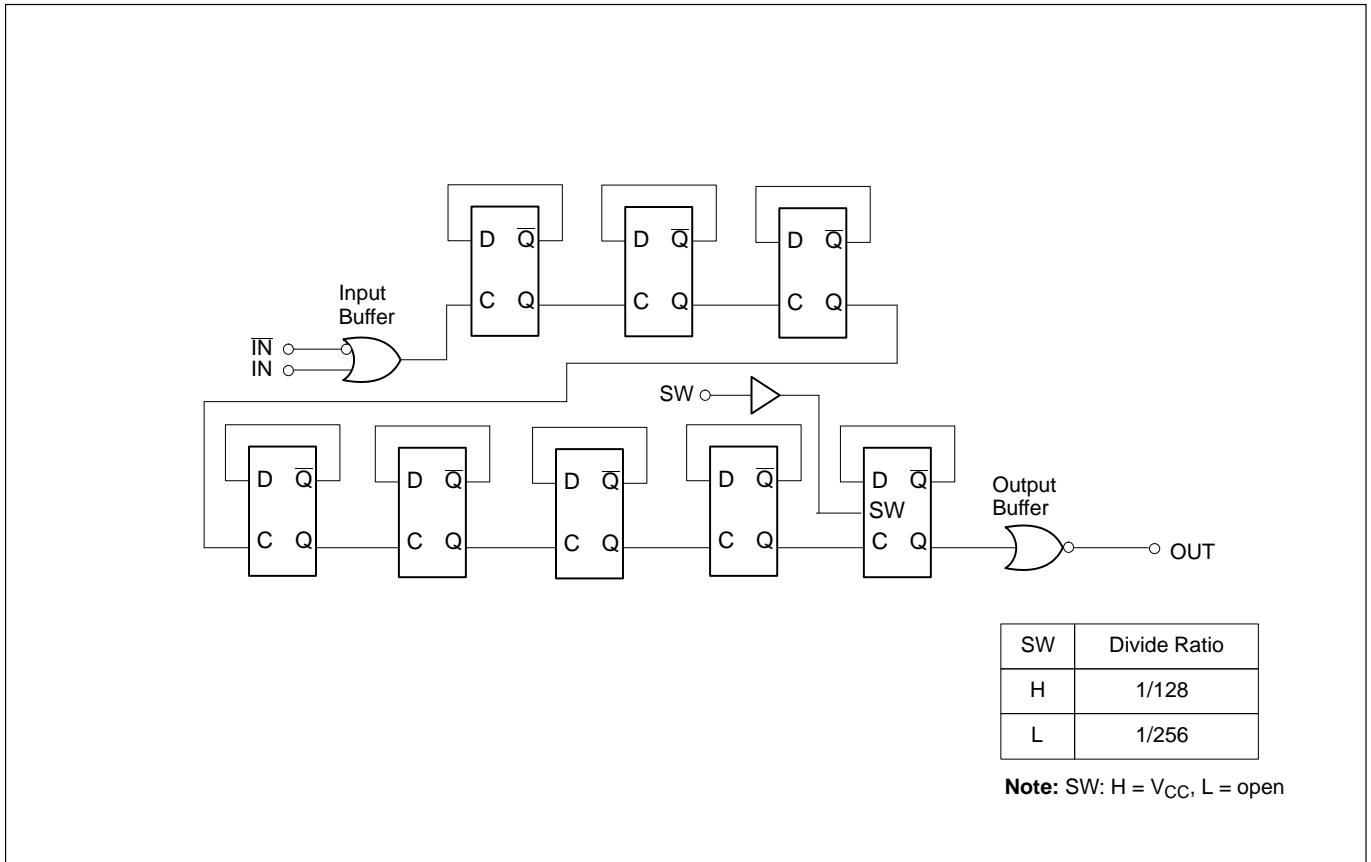 D Q̅
C Q
D Q̅
C Q
D Q̅
C Q
Input
Buffer
I̅N̅
IN
SW
D Q̅
C Q
D Q̅
C Q
D Q̅
C Q
D Q̅
C Q
D Q̅
SW
C Q
Output
Buffer
OUT
SW Divide Ratio
H 1/128
L 1/256
Note: SW: H = VCC, L = open